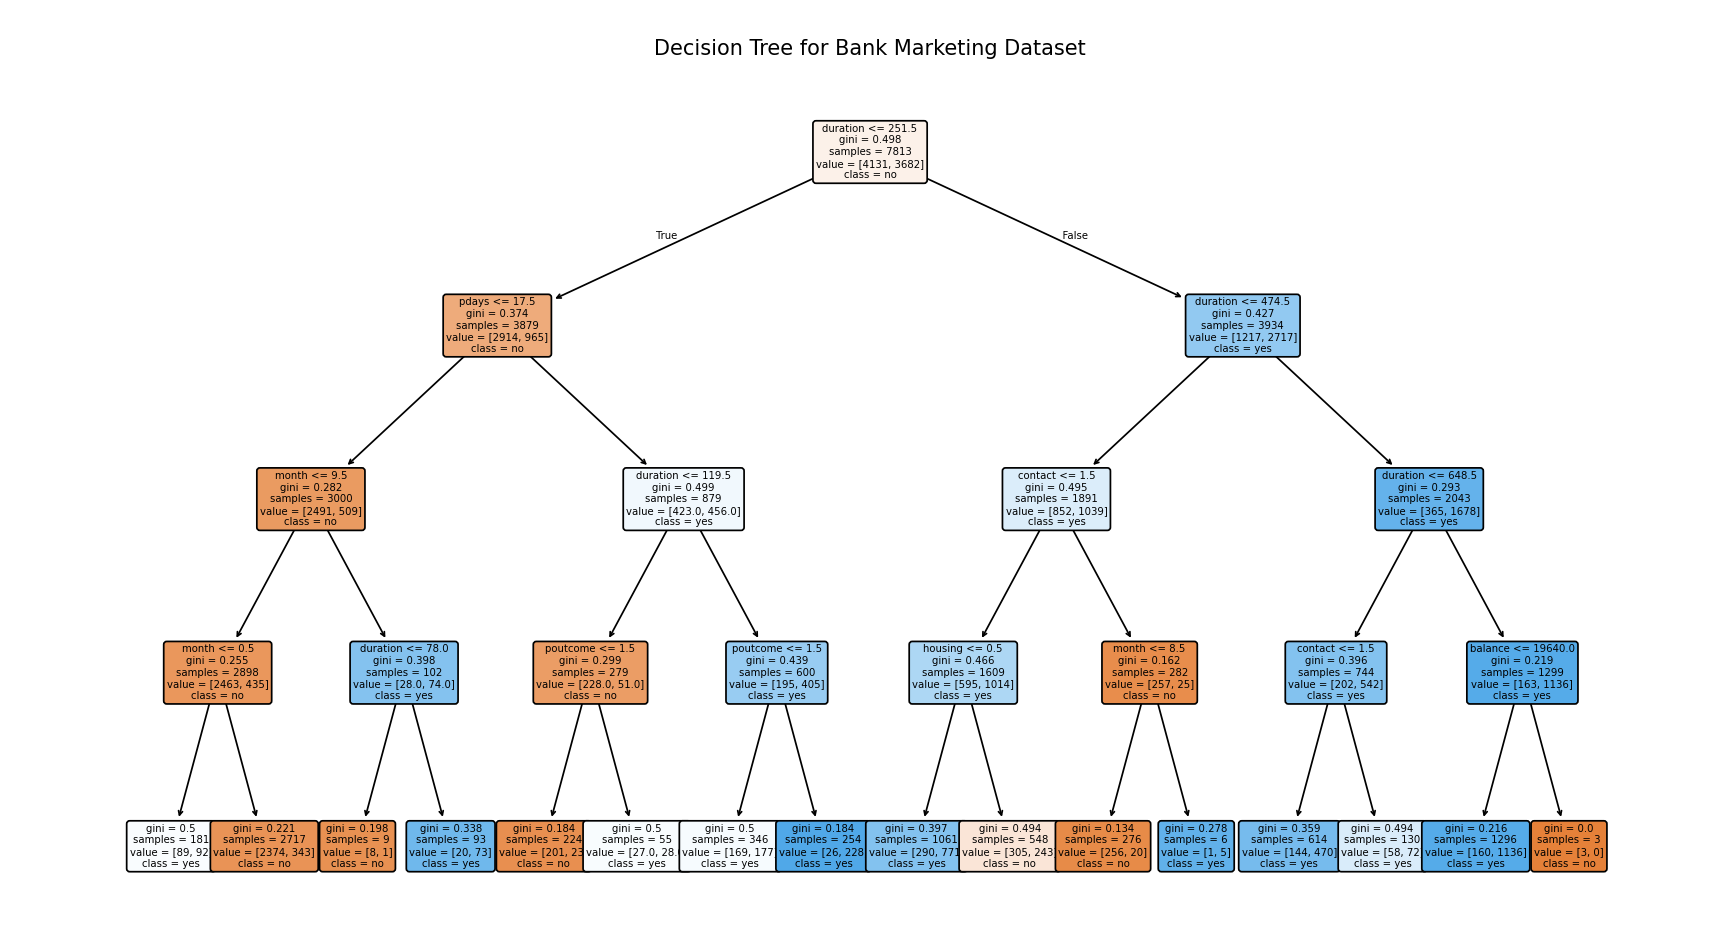 Decision Tree for Bank Marketing Dataset
duration <= 251.5
gini = 0.498
samples = 7813
value = [4131, 3682]
class = no
True
False
pdays <= 17.5
gini = 0.374
samples = 3879
value = [2914, 965]
class = no
duration <= 474.5
gini = 0.427
samples = 3934
value = [1217, 2717]
class = yes
month <= 9.5
gini = 0.282
samples = 3000
value = [2491, 509]
class = no
duration <= 119.5
gini = 0.499
samples = 879
value = [423.0, 456.0]
class = yes
contact <= 1.5
gini = 0.495
samples = 1891
value = [852, 1039]
class = yes
duration <= 648.5
gini = 0.293
samples = 2043
value = [365, 1678]
class = yes
month <= 0.5
gini = 0.255
samples = 2898
value = [2463, 435]
class = no
duration <= 78.0
gini = 0.398
samples = 102
value = [28.0, 74.0]
class = yes
poutcome <= 1.5
gini = 0.299
samples = 279
value = [228.0, 51.0]
class = no
poutcome <= 1.5
gini = 0.439
samples = 600
value = [195, 405]
class = yes
housing <= 0.5
gini = 0.466
samples = 1609
value = [595, 1014]
class = yes
month <= 8.5
gini = 0.162
samples = 282
value = [257, 25]
class = no
contact <= 1.5
gini = 0.396
samples = 744
value = [202, 542]
class = yes
balance <= 19640.0
gini = 0.219
samples = 1299
value = [163, 1136]
class = yes
gini = 0.5
samples = 181
value = [89, 92
class = yes
gini = 0.221
samples = 2717
value = [2374, 343]
class = no
gini = 0.198
samples = 9
value = [8, 1]
class = no
gini = 0.338
samples = 93
value = [20, 73]
class = yes
gini = 0.184
samples = 224
value = [201, 23
class = no
gini = 0.5
samples = 55
value = [27.0, 28.
class = yes
gini = 0.5
samples = 346
value = [169, 177
class = yes
gini = 0.184
samples = 254
value = [26, 228
class = yes
gini = 0.397
samples = 1061
value = [290, 771
class = yes
gini = 0.494
samples = 548
value = [305, 243
class = no
gini = 0.134
samples = 276
value = [256, 20]
class = no
gini = 0.278
samples = 6
value = [1, 5]
class = yes
gini = 0.359
samples = 614
value = [144, 470]
class = yes
gini = 0.494
samples = 130
value = [58, 72
class = yes
gini = 0.216
samples = 1296
value = [160, 1136]
class = yes
gini = 0.0
samples = 3
value = [3, 0]
class = no